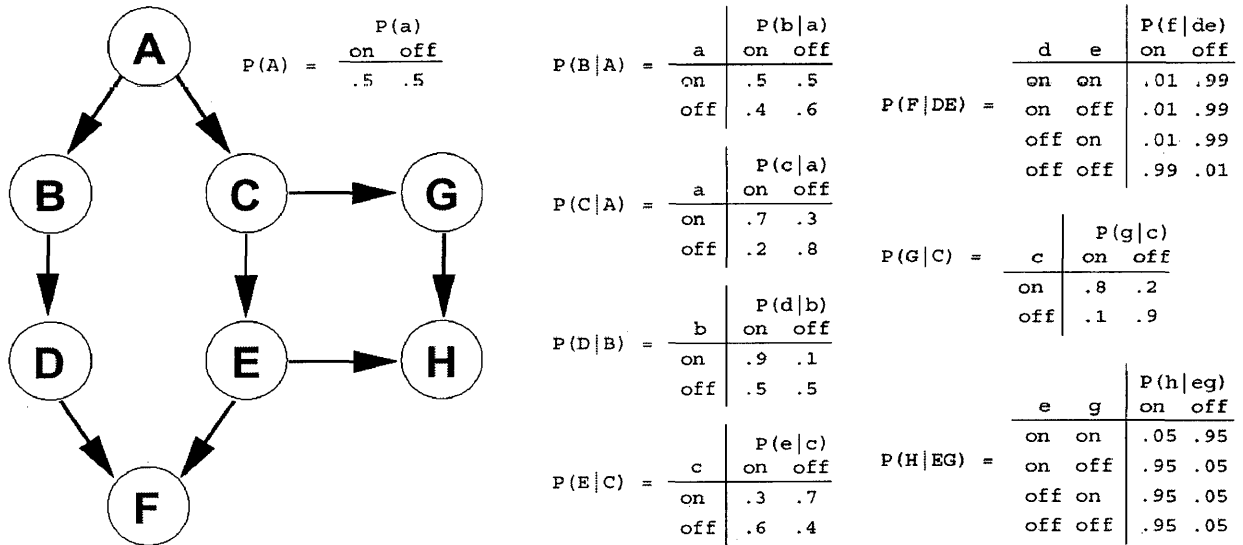 A
B
C
G
D
E
H
F
P(a)
on off
P(A) =
.5 .5
P(b|a)
a on off
P(B|A) =
on .5 .5
off .4 .6
P(c|a)
a on off
P(C|A) =
on .7 .3
off .2 .8
P(d|b)
b on off
P(D|B) =
on .9 .1
off .5 .5
P(e|c)
c on off
P(E|C) =
on .3 .7
off .6 .4
P(f|de)
d e on off
on on .01 .99
P(F|DE) =
on off .01 .99
off on .01 .99
off off .99 .01
P(g|c)
P(G|C) =
c on off
on .8 .2
off .1 .9
P(h|eg)
e g on off
on on .05 .95
P(H|EG) =
on off .95 .05
off on .95 .05
off off .95 .05